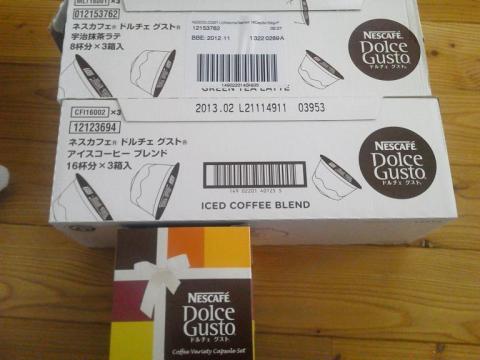 012153762
ネスカフェ® ドルチェ グスト®
宇治抹茶ラテ
8杯分×3箱入
12153762
BBE: 2012.11
GREEN TEA LATTE
NESCAFÉ
DOLCE
GUSTO
ドルチェ グスト
2013.02 L21114911 03953
CFI16002 ×3
12123694
ネスカフェ® ドルチェ グスト®
アイスコーヒー ブレンド
16杯分×3箱入
ICED COFFEE BLEND
NESCAFÉ
DOLCE
GUSTO
ドルチェ グスト
NESCAFÉ
DOLCE
GUSTO
ドルチェ グスト
Coffee Variety Capsule Set